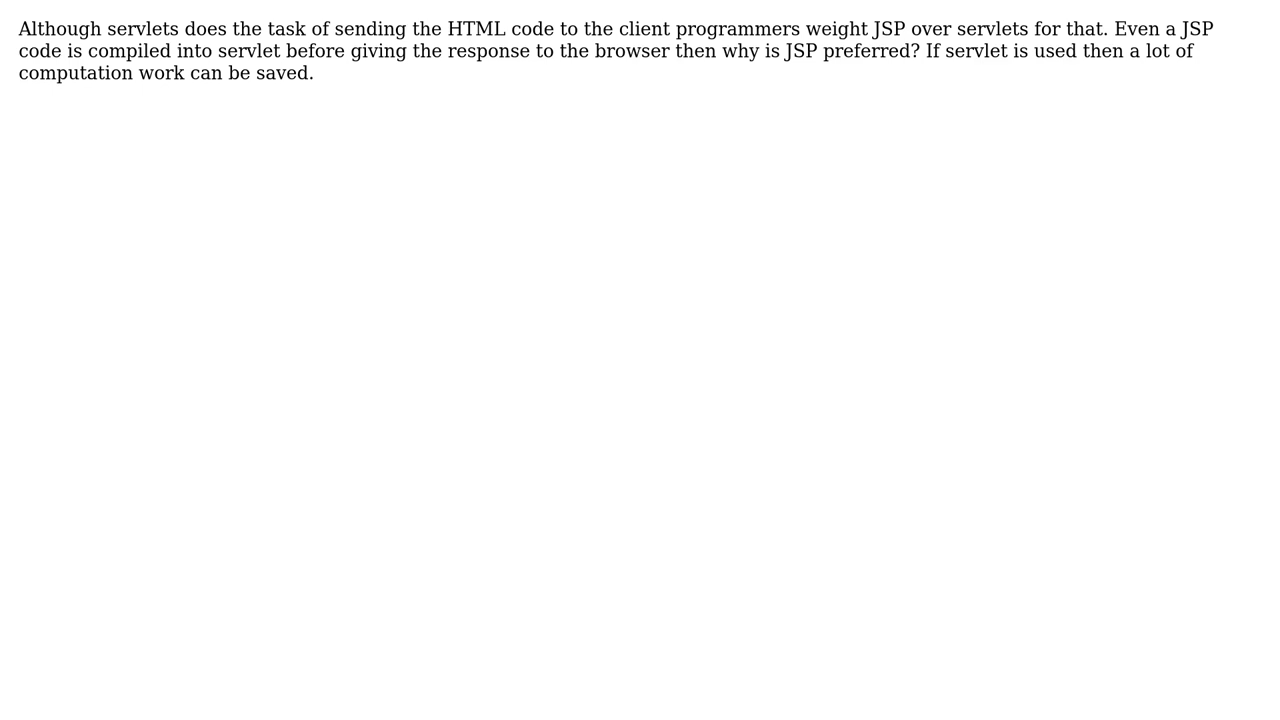 Although servlets does the task of sending the HTML code to the client programmers weight JSP over servlets for that. Even a JSP
code is compiled into servlet before giving the response to the browser then why is JSP preferred? If servlet is used then a lot of
computation work can be saved.